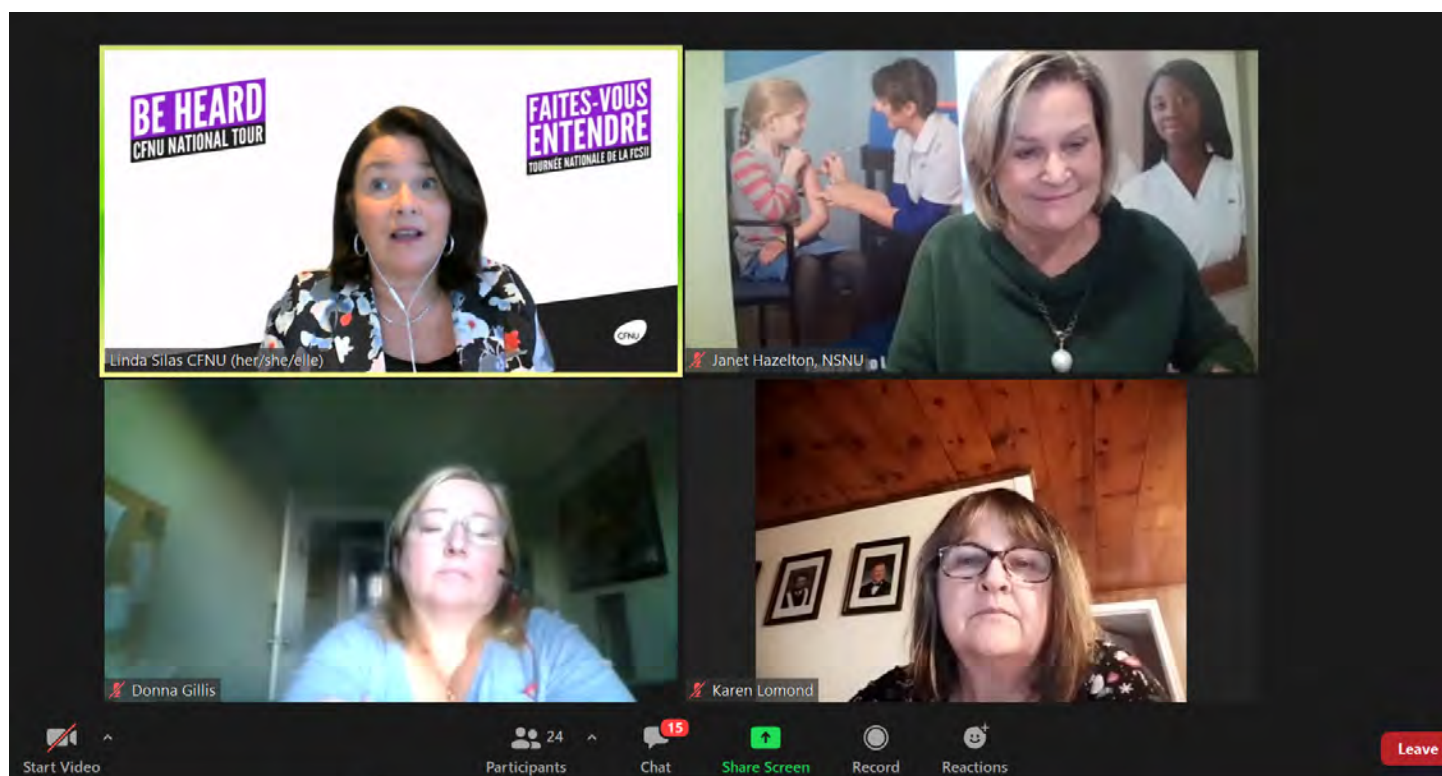 BE HEARD
CFNU NATIONAL TOUR
FAITES-VOUS
ENTENDRE
TOURNÉE NATIONALE DE LA FCSII
CFNU
Linda Silas CFNU (her/she/elle)
Janet Hazelton, NSNU
Donna Gillis
Karen Lomond
Start Video
24
Participants
15
Chat
Share Screen
Record
Reactions
Leave